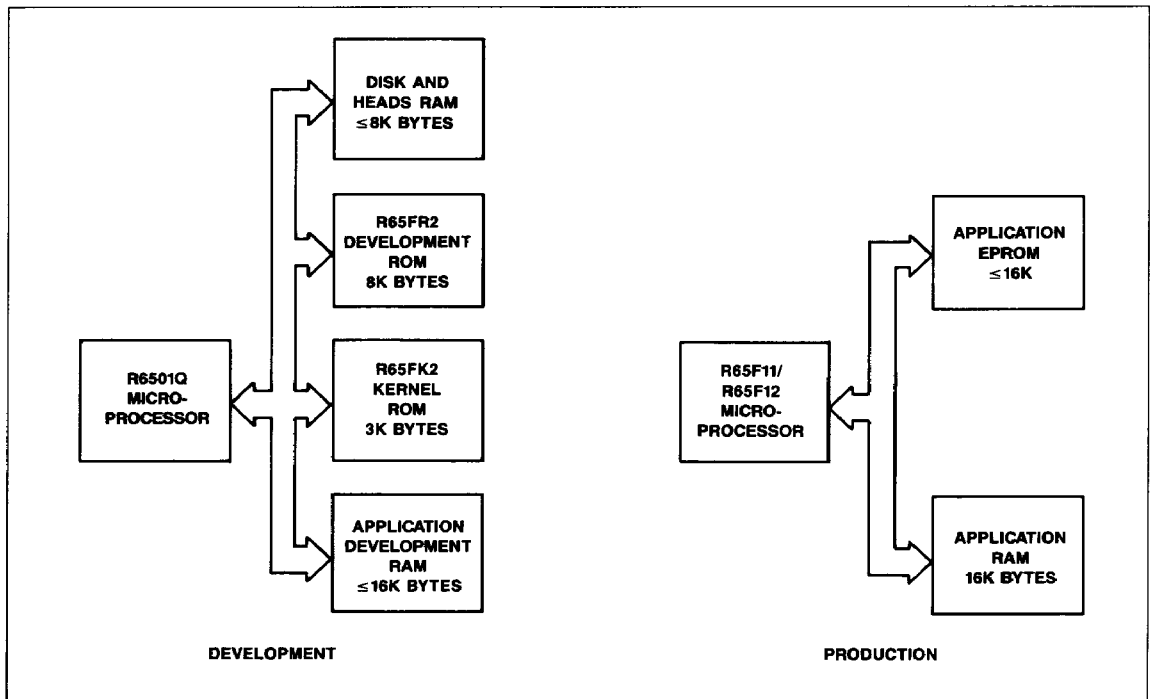 DISK AND
HEADS RAM
≤8K BYTES
R65FR2
DEVELOPMENT
ROM
8K BYTES
R6501Q
MICRO-
PROCESSOR
R65FK2
KERNEL
ROM
3K BYTES
APPLICATION
DEVELOPMENT
RAM
≤16K BYTES
DEVELOPMENT
APPLICATION
EPROM
≤16K
R65F11/
R65F12
MICRO-
PROCESSOR
APPLICATION
RAM
16K BYTES
PRODUCTION